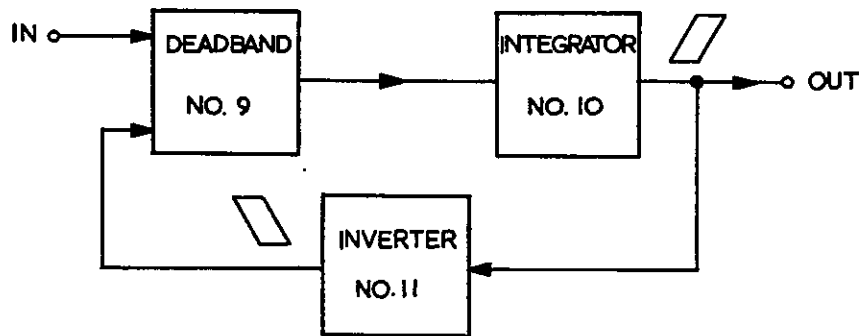 IN
DEADBAND
NO. 9
INTEGRATOR
NO. 10
OUT
INVERTER
NO. 11